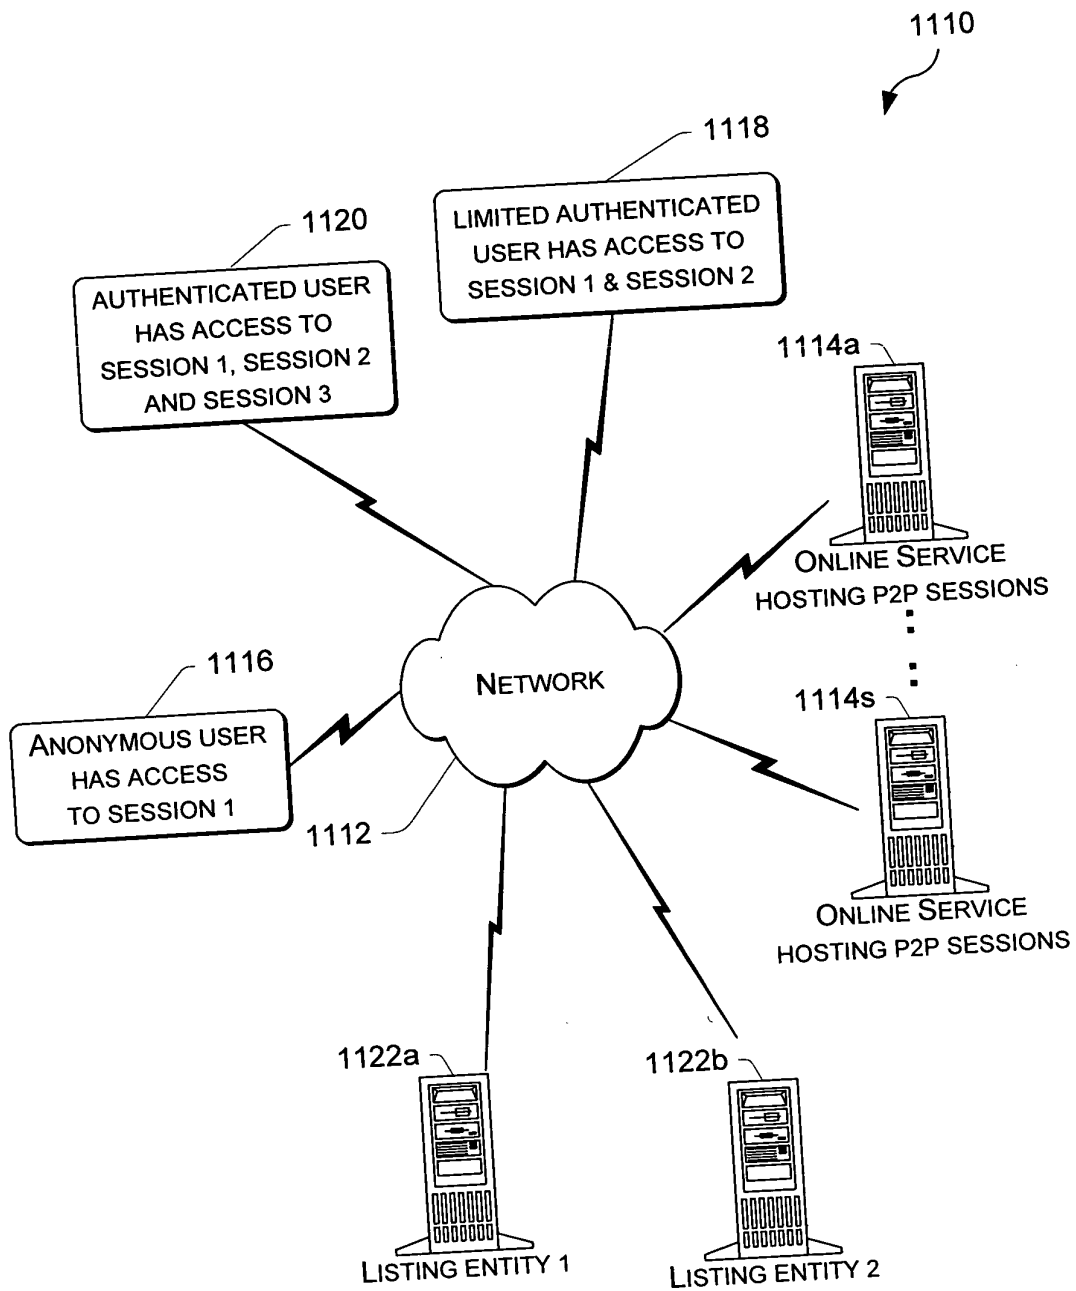 1110
1118
LIMITED AUTHENTICATED
USER HAS ACCESS TO
SESSION 1 & SESSION 2
1120
AUTHENTICATED USER
HAS ACCESS TO
SESSION 1, SESSION 2
AND SESSION 3
1114a
ONLINE SERVICE
HOSTING P2P SESSIONS
1116
ANONYMOUS USER
HAS ACCESS
TO SESSION 1
NETWORK
1112
1114s
ONLINE SERVICE
HOSTING P2P SESSIONS
1122a
LISTING ENTITY 1
1122b
LISTING ENTITY 2